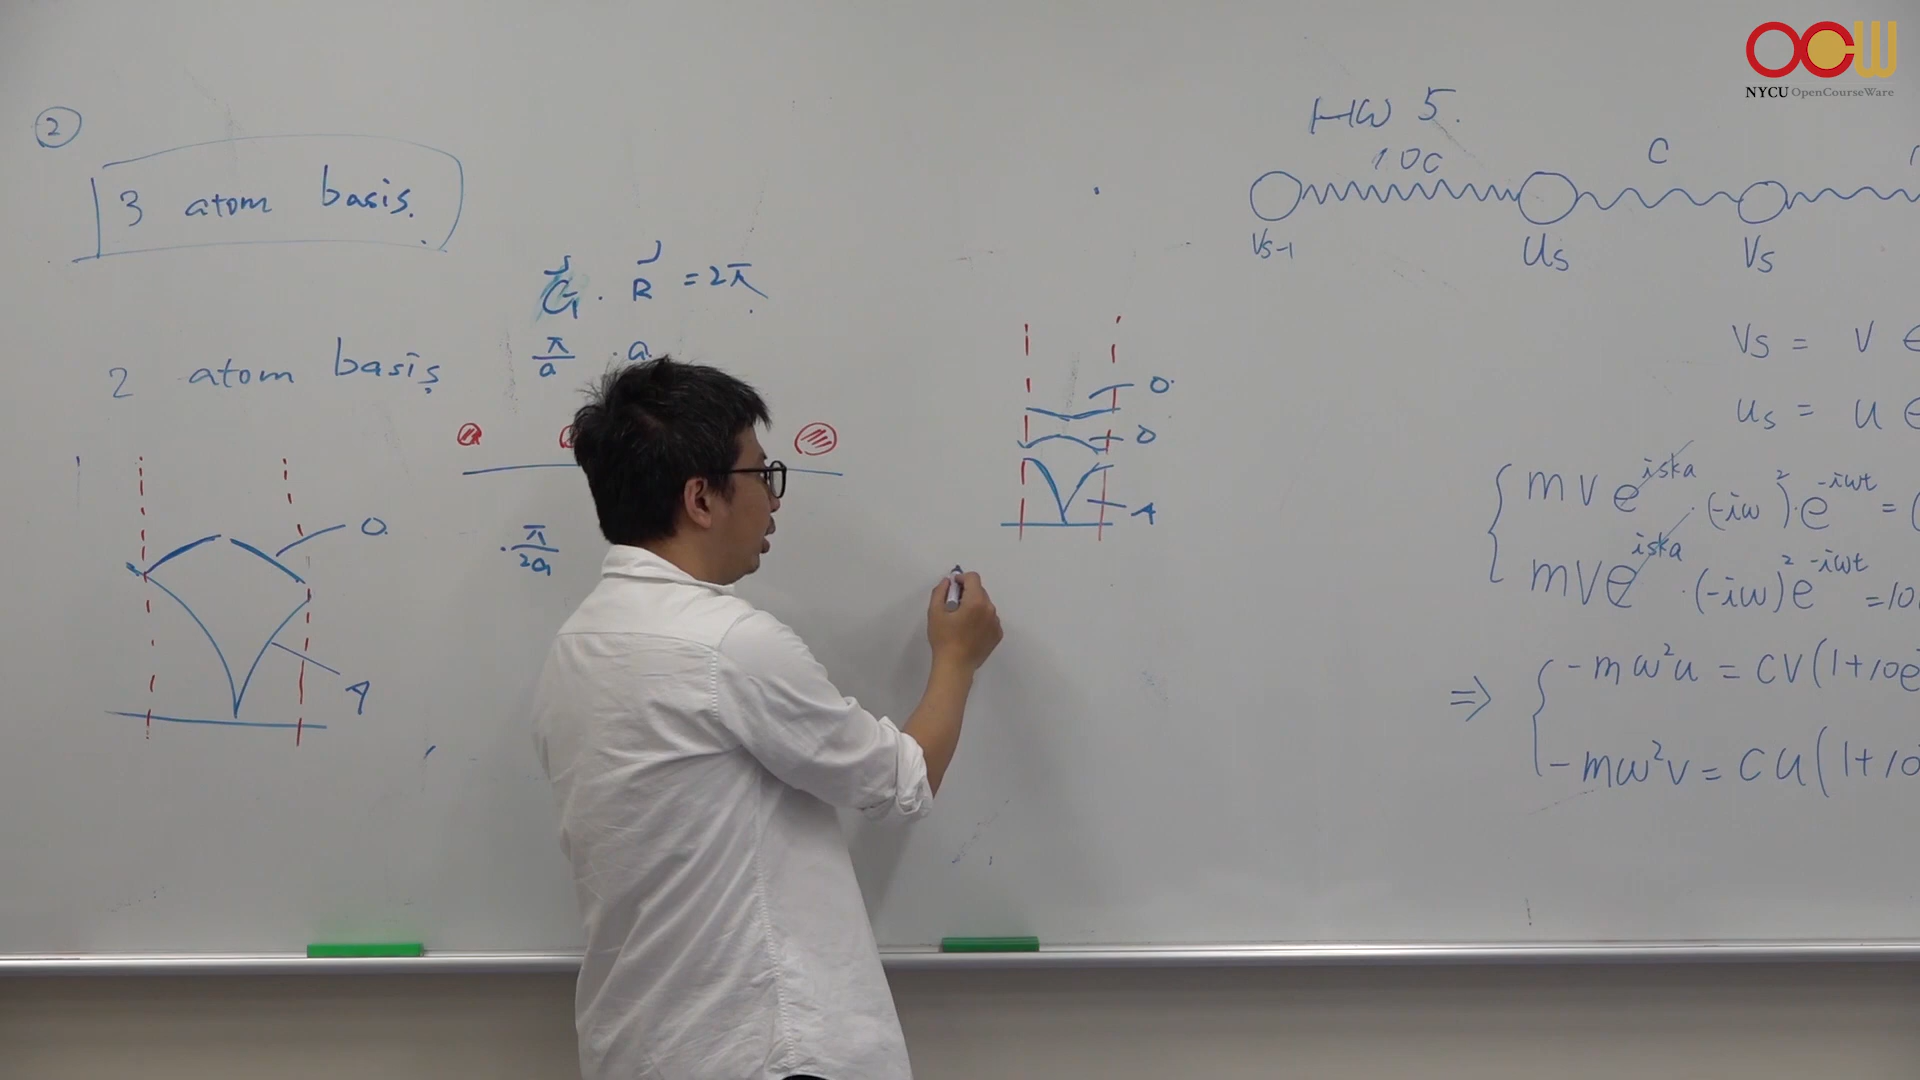 ②
3 atom basis.
G · R = 2π
π/a · a
2 atom basis
π/2a
O.
A
O
O
A
HW 5.
10C
C
Vs-1
Us
Vs
Vs = V e
us = u e
mve^iska · (-iω)² · e^-iωt = (
mve^iska · (-iω)² e^-iωt = 10
⇒ -mω²u = CV(1+10e
-mω²v = Cu(1+10
OCW
NYCU OpenCourseWare